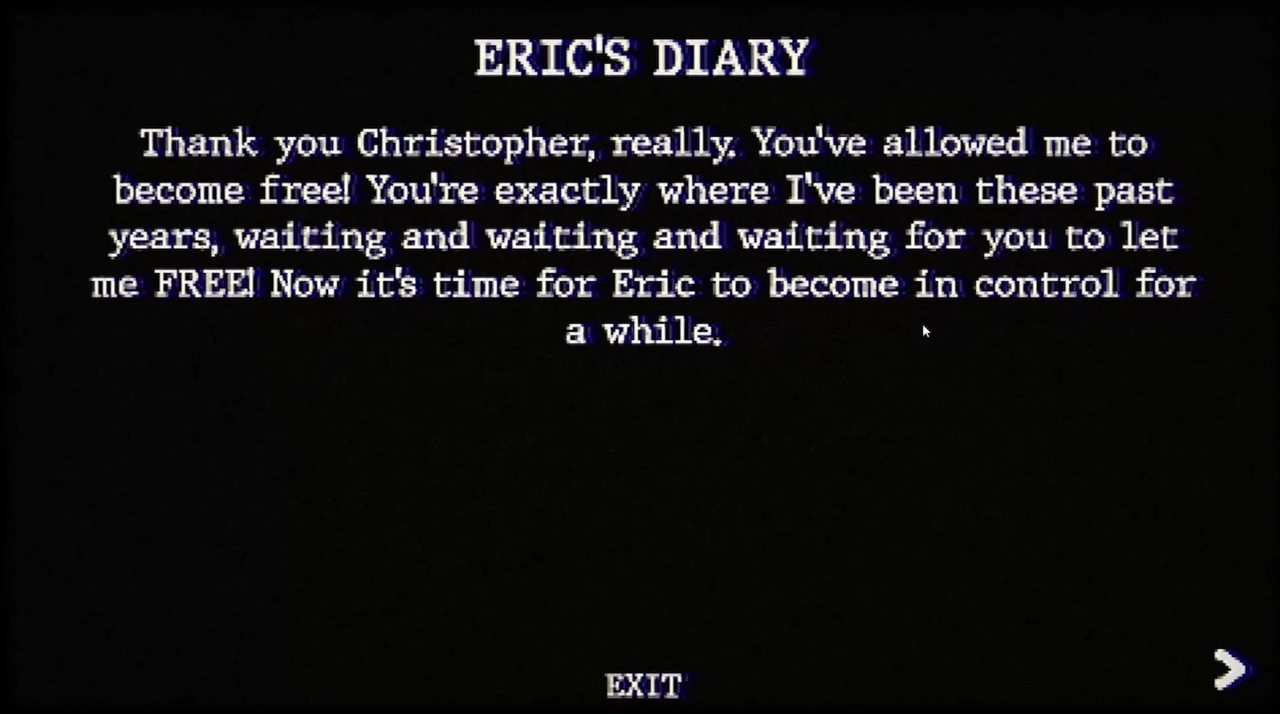 ERIC'S DIARY
Thank you Christopher, really. You've allowed me to
become free! You're exactly where I've been these past
years, waiting and waiting and waiting for you to let
me FREE! Now it's time for Eric to become in control for
a while.
EXIT
>